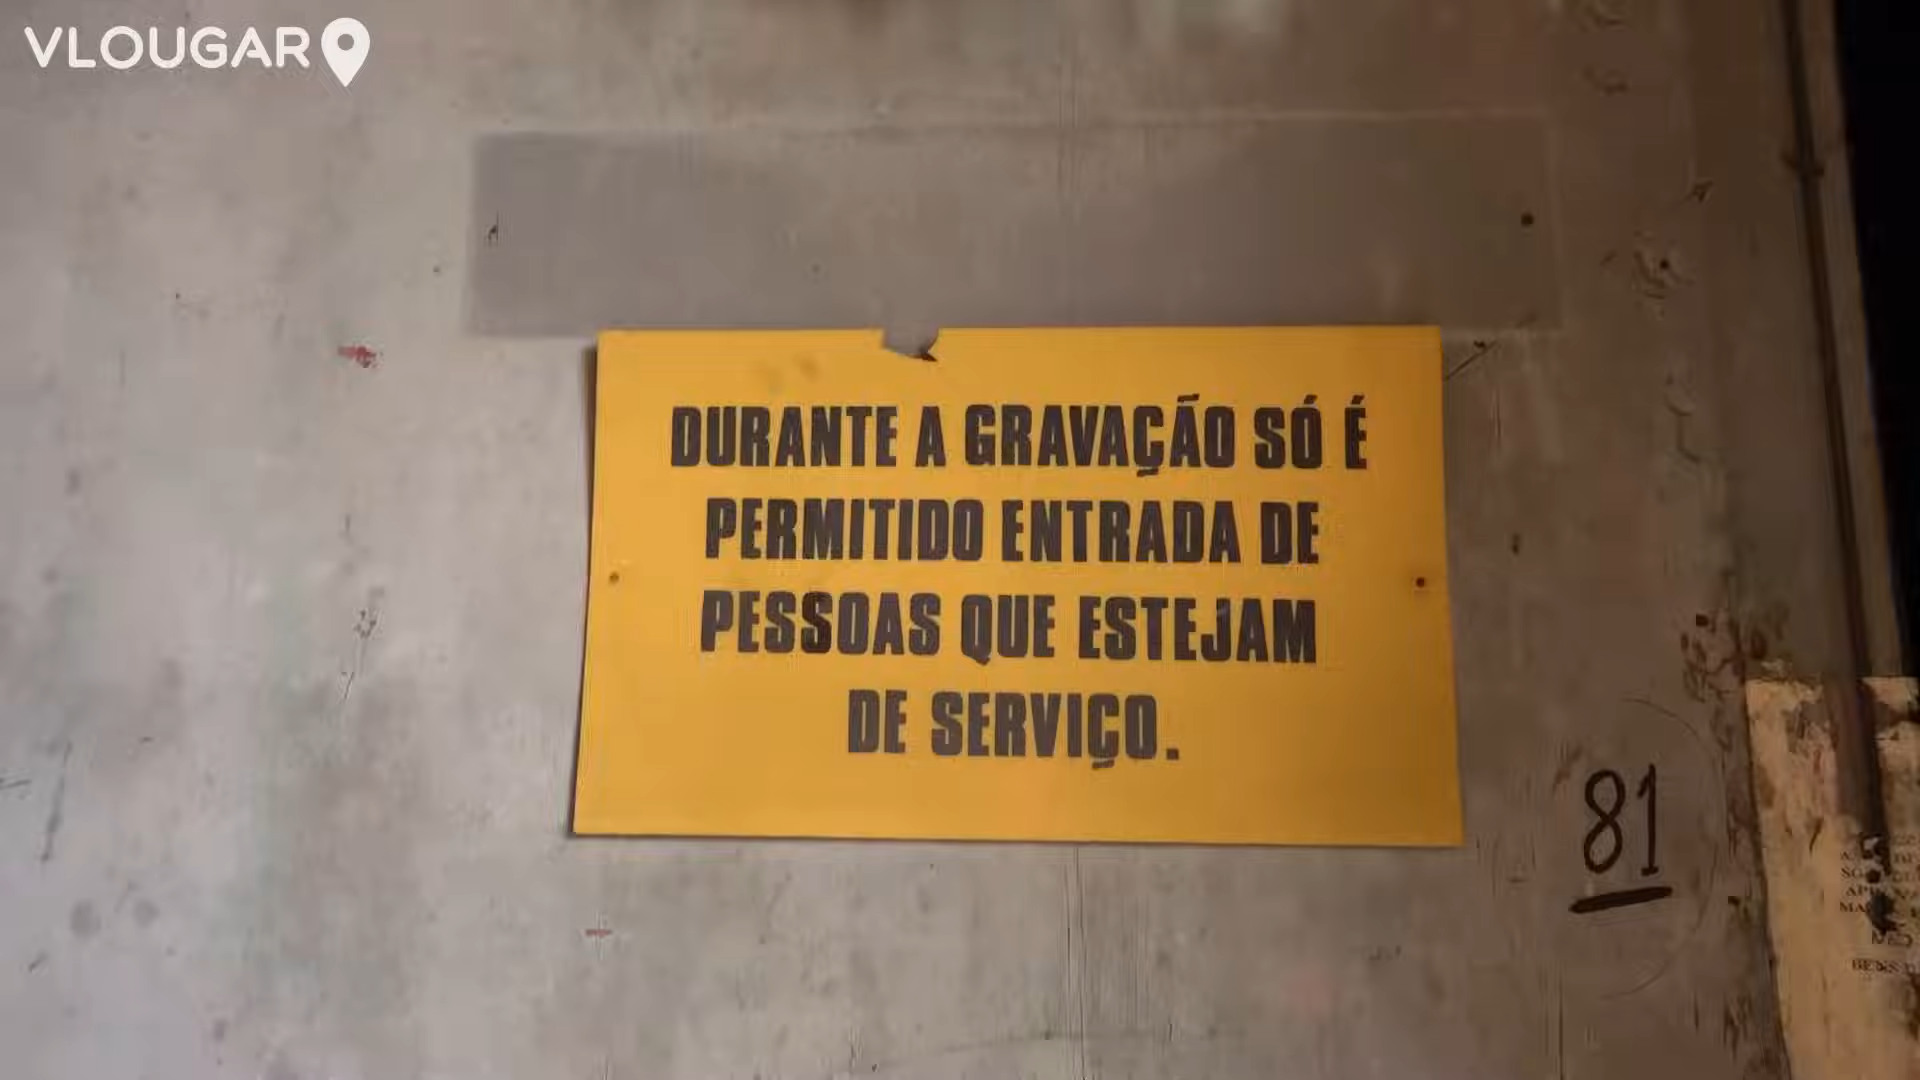 VLOUGAR
DURANTE A GRAVAÇÃO SÓ É
PERMITIDO ENTRADA DE
PESSOAS QUE ESTEJAM
DE SERVIÇO.
81